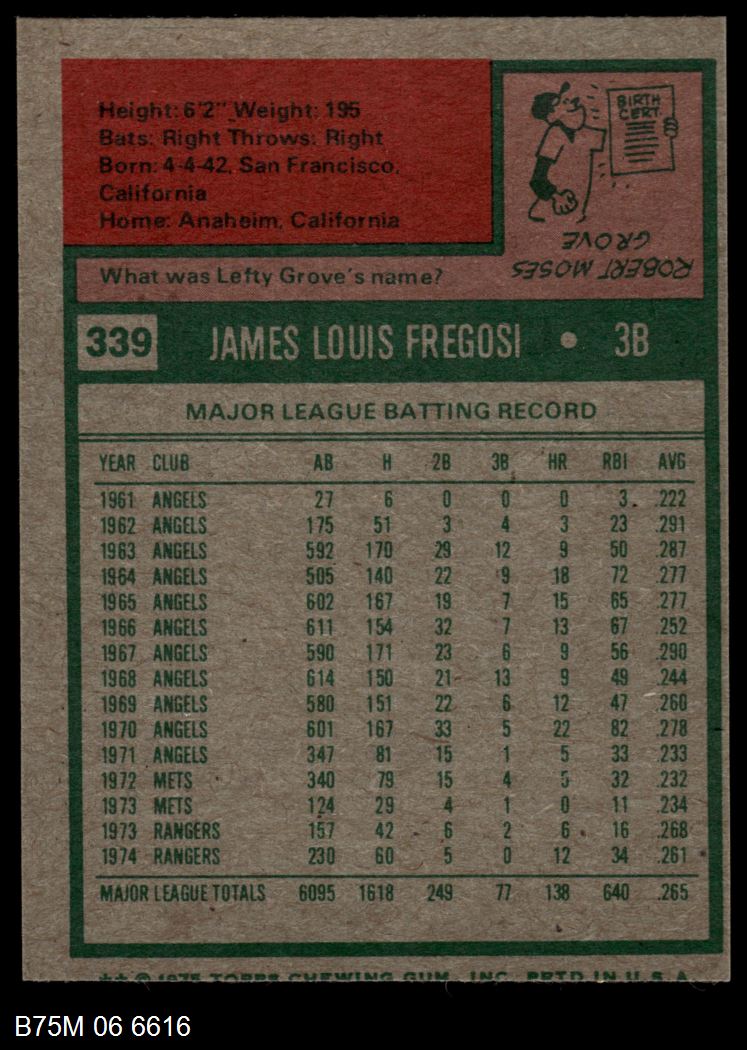 Height: 6'2" Weight: 195
Bats: Right Throws: Right
Born: 4-4-42, San Francisco,
California
Home: Anaheim, California
BIRTH
CERT.
ROBERT MOSES
GROVE
What was Lefty Grove's name?
339 JAMES LOUIS FREGOSI • 3B
MAJOR LEAGUE BATTING RECORD
YEAR CLUB AB H 2B 3B HR RBI AVG
1961 ANGELS 27 6 0 0 0 3 .222
1962 ANGELS 175 51 3 4 3 23 .291
1963 ANGELS 592 170 29 12 9 50 .287
1964 ANGELS 505 140 22 9 18 72 .277
1965 ANGELS 602 167 19 7 15 65 .277
1966 ANGELS 611 154 32 7 13 67 .252
1967 ANGELS 590 171 23 6 9 56 .290
1968 ANGELS 614 150 21 13 9 49 .244
1969 ANGELS 580 151 22 6 12 47 .260
1970 ANGELS 601 167 33 5 22 82 .278
1971 ANGELS 347 81 15 1 5 33 .233
1972 METS 340 79 15 4 5 32 .232
1973 METS 124 29 4 1 0 11 .234
1973 RANGERS 157 42 6 2 6 16 .268
1974 RANGERS 230 60 5 0 12 34 .261
MAJOR LEAGUE TOTALS 6095 1618 249 77 138 640 .265
** © 1975 TOPPS CHEWING GUM, INC. PRTD. IN U.S.A.
B75M 06 6616